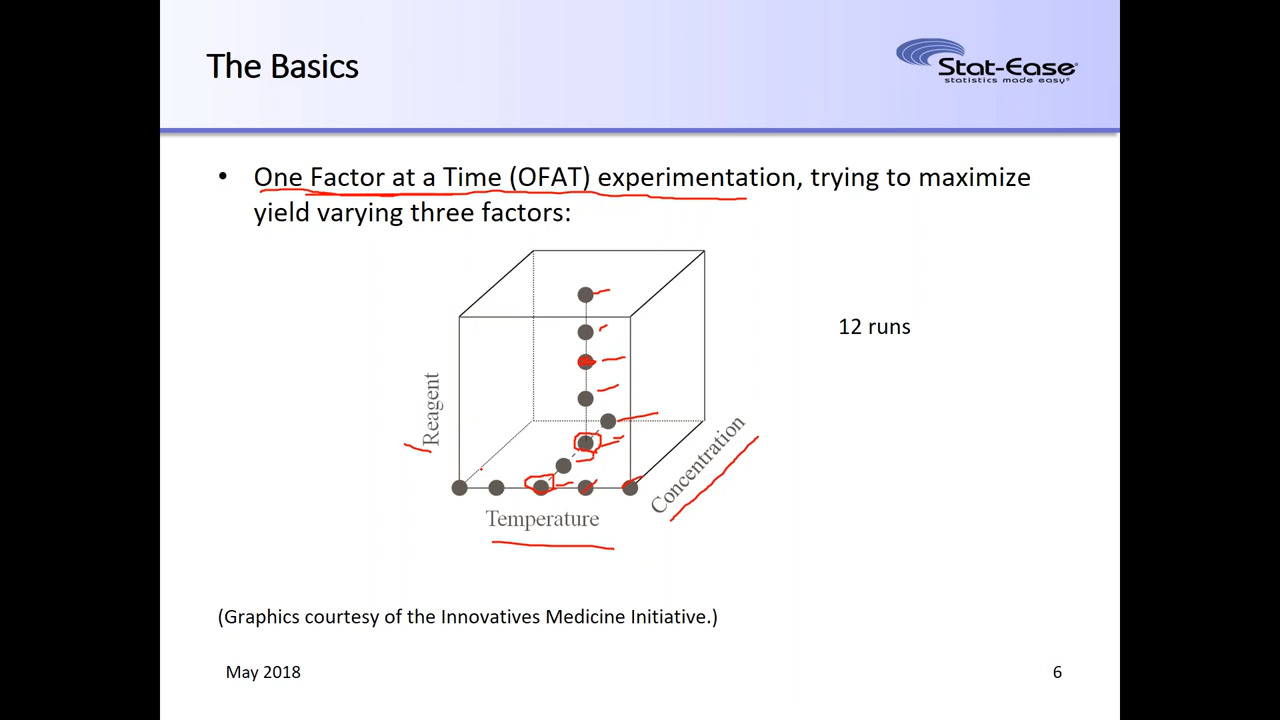 The Basics
Stat-Ease
statistics made easy®
• One Factor at a Time (OFAT) experimentation, trying to maximize
yield varying three factors:
12 runs
Reagent
Concentration
Temperature
(Graphics courtesy of the Innovatives Medicine Initiative.)
May 2018
6